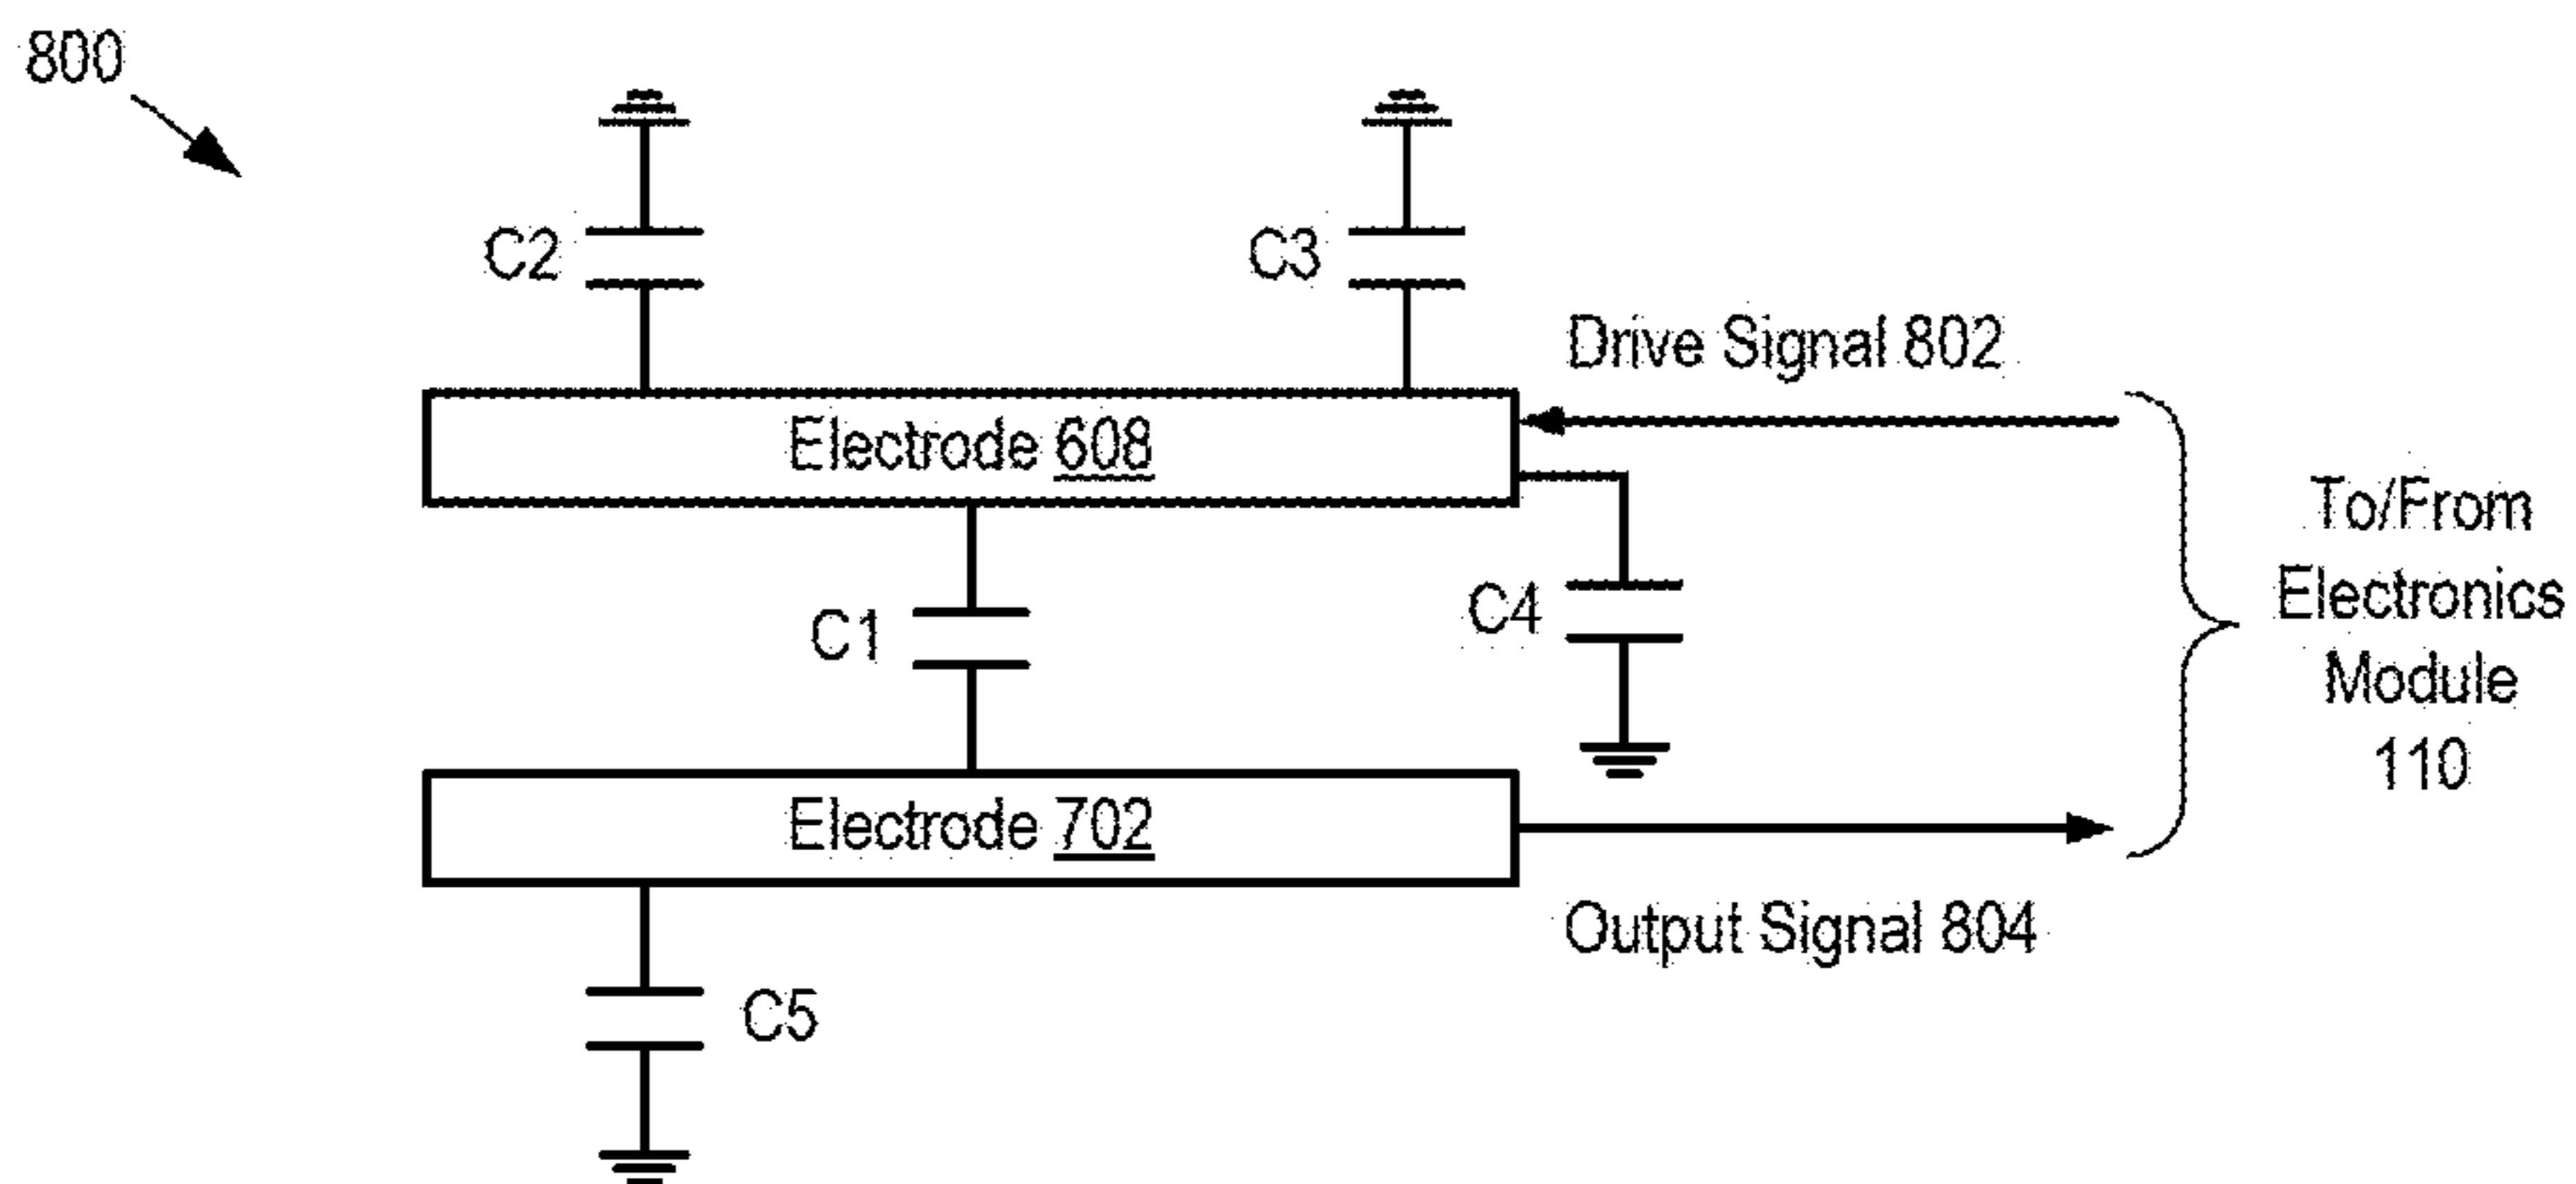 800
C2
C3
Drive Signal 802
Electrode 608
To/From
Electronics
Module
110
C1
C4
Electrode 702
Output Signal 804
C5